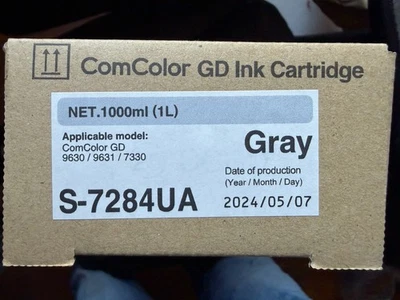 ComColor GD Ink Cartridge
NET.1000ml (1L)
Applicable model:
ComColor GD
9630 / 9631 / 7330
Gray
Date of production
(Year / Month / Day)
S-7284UA
2024/05/07